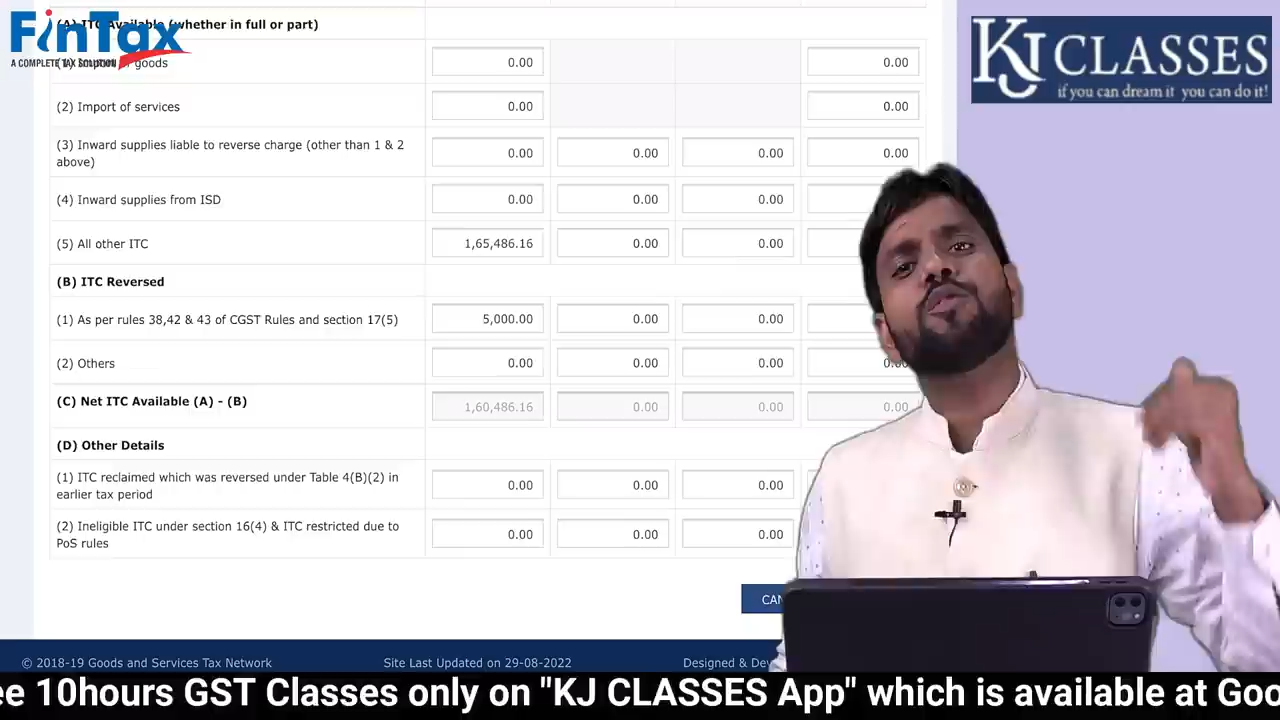 FinTax
A COMPLETE TAX SOLUTION
KJ CLASSES
if you can dream it you can do it!
(A) ITC Available (whether in full or part)
goods 0.00 0.00
(2) Import of services 0.00 0.00
(3) Inward supplies liable to reverse charge (other than 1 & 2
above) 0.00 0.00 0.00 0.00
(4) Inward supplies from ISD 0.00 0.00 0.00
(5) All other ITC 1,65,486.16 0.00 0.00
(B) ITC Reversed
(1) As per rules 38,42 & 43 of CGST Rules and section 17(5) 5,000.00 0.00 0.00
(2) Others 0.00 0.00 0.00 0.00
(C) Net ITC Available (A) - (B) 1,60,486.16 0.00 0.00 0.00
(D) Other Details
(1) ITC reclaimed which was reversed under Table 4(B)(2) in
earlier tax period 0.00 0.00 0.00
(2) Ineligible ITC under section 16(4) & ITC restricted due to
PoS rules 0.00 0.00 0.00
CAN
© 2018-19 Goods and Services Tax Network Site Last Updated on 29-08-2022 Designed & Dev
ee 10hours GST Classes only on "KJ CLASSES App" which is available at Goo